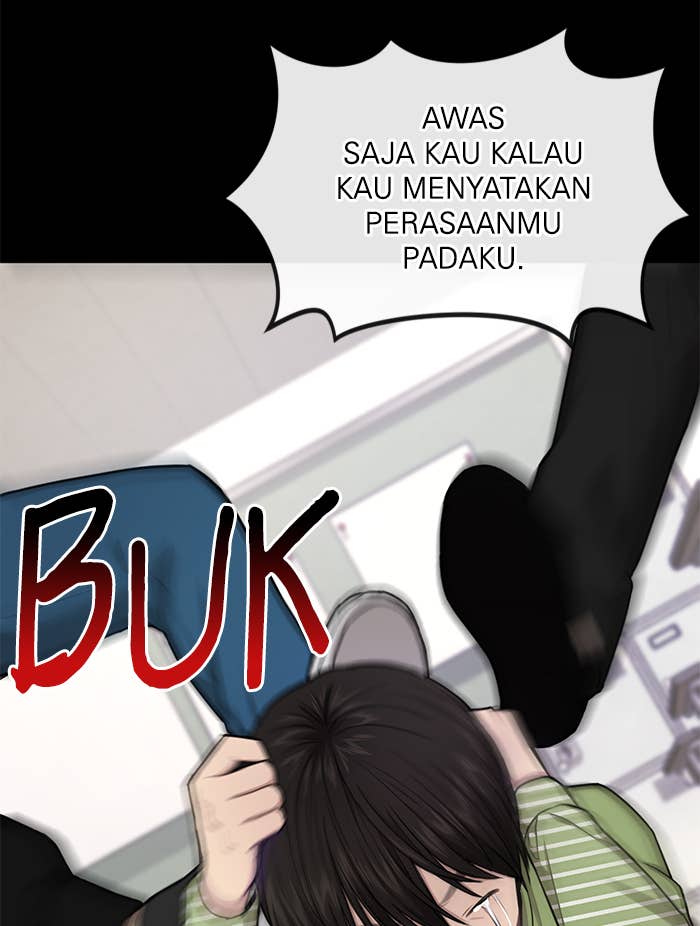 AWAS
SAJA KAU KALAU
KAU MENYATAKAN
PERASAANMU
PADAKU.
BUK